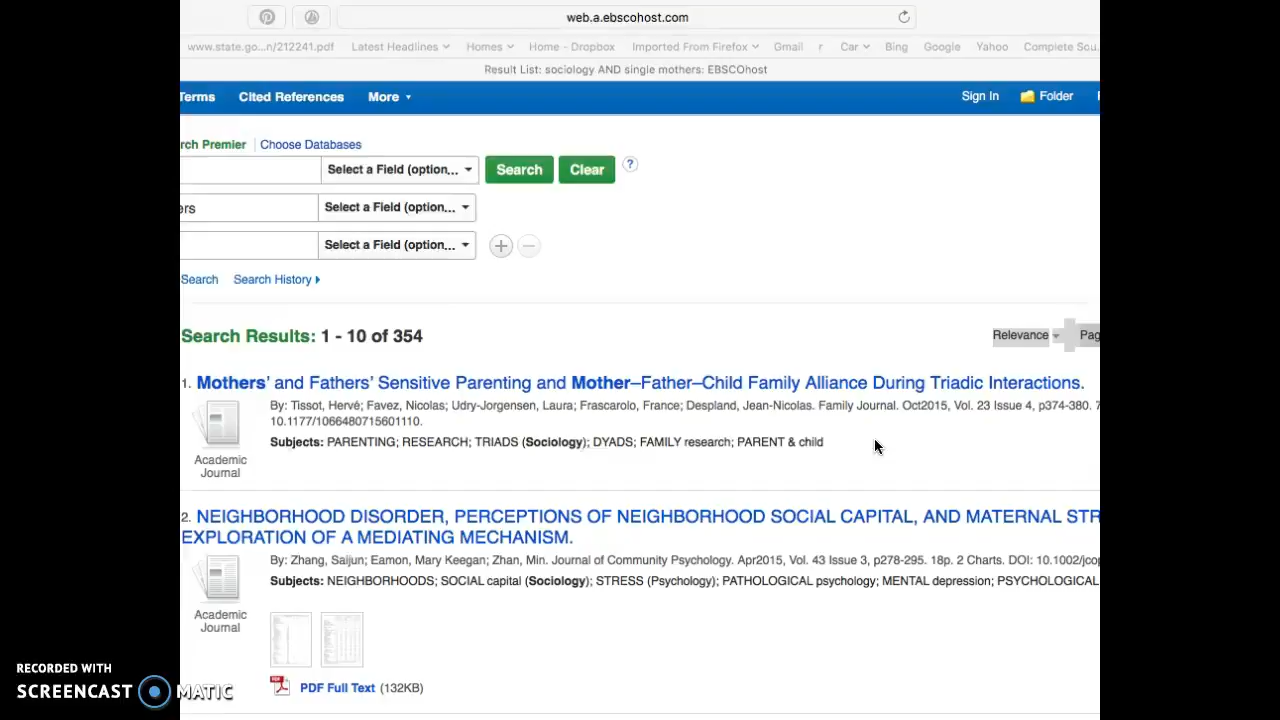 web.a.ebscohost.com
www.state.go...n/212241.pdf Latest Headlines Homes Home - Dropbox Imported From Firefox Gmail r Car Bing Google Yahoo Complete Sou...
Result List: sociology AND single mothers: EBSCOhost
Terms Cited References More Sign In Folder
rch Premier Choose Databases
Select a Field (option... Search Clear ?
ers Select a Field (option...
Select a Field (option...
Search Search History
Search Results: 1 - 10 of 354 Relevance Pag
1. Mothers' and Fathers' Sensitive Parenting and Mother–Father–Child Family Alliance During Triadic Interactions.
By: Tissot, Hervé; Favez, Nicolas; Udry-Jorgensen, Laura; Frascarolo, France; Despland, Jean-Nicolas. Family Journal. Oct2015, Vol. 23 Issue 4, p374-380. 7
10.1177/1066480715601110.
Subjects: PARENTING; RESEARCH; TRIADS (Sociology); DYADS; FAMILY research; PARENT & child
Academic
Journal
2. NEIGHBORHOOD DISORDER, PERCEPTIONS OF NEIGHBORHOOD SOCIAL CAPITAL, AND MATERNAL STR
EXPLORATION OF A MEDIATING MECHANISM.
By: Zhang, Saijun; Eamon, Mary Keegan; Zhan, Min. Journal of Community Psychology. Apr2015, Vol. 43 Issue 3, p278-295. 18p. 2 Charts. DOI: 10.1002/jcop
Subjects: NEIGHBORHOODS; SOCIAL capital (Sociology); STRESS (Psychology); PATHOLOGICAL psychology; MENTAL depression; PSYCHOLOGICAL
Academic
Journal
PDF Full Text (132KB)
RECORDED WITH
SCREENCAST MATIC